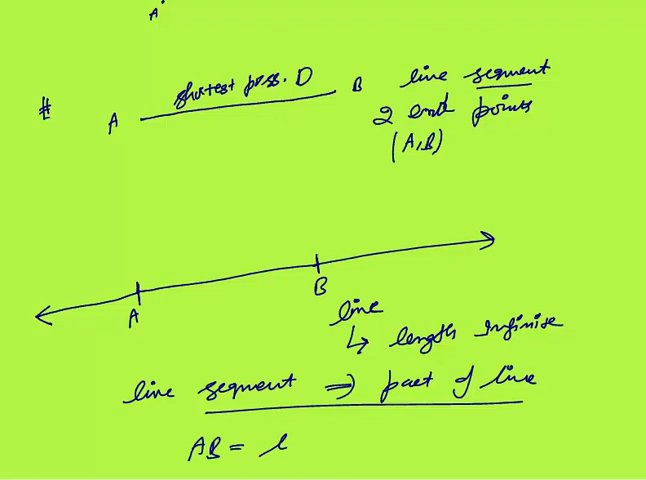 A
# A shortest poss. D B line segment
2 end points
(A,B)
A B
line
↳ length infinite
line segment ⇒ part of line
AB = l